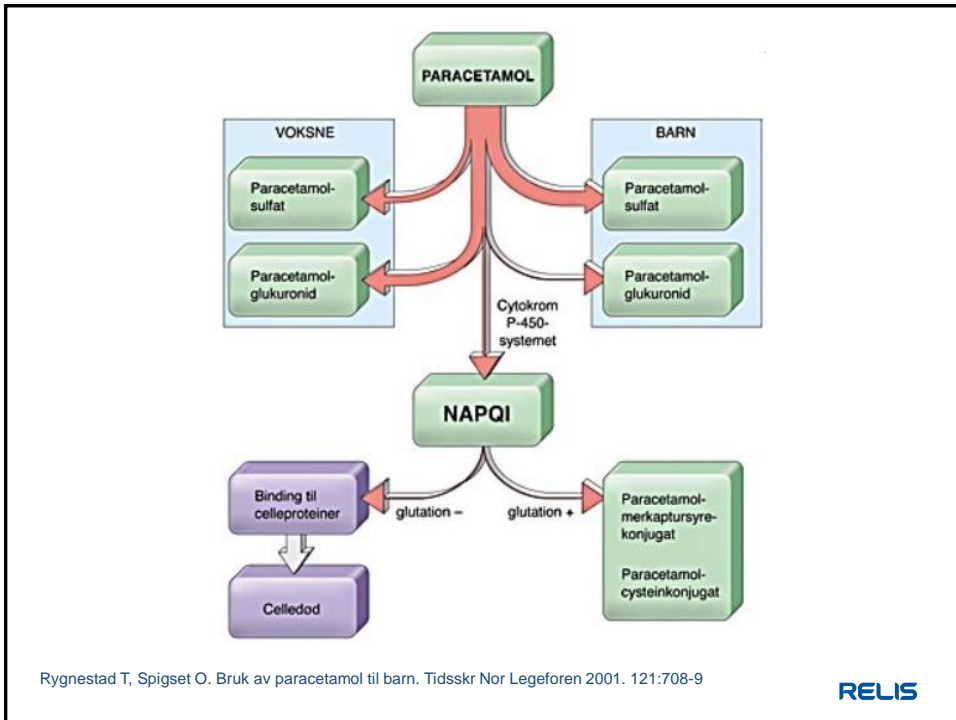 PARACETAMOL
VOKSNE
Paracetamol-
sulfat
Paracetamol-
glukuronid
BARN
Paracetamol-
sulfat
Paracetamol-
glukuronid
Cytokrom
P-450-
systemet
NAPQI
Binding til
celleproteiner
glutation –
glutation +
Paracetamol-
merkaptursyre-
konjugat
Paracetamol-
cysteinkonjugat
Celledød
Rygnestad T, Spigset O. Bruk av paracetamol til barn. Tidsskr Nor Legeforen 2001. 121:708-9
RELIS